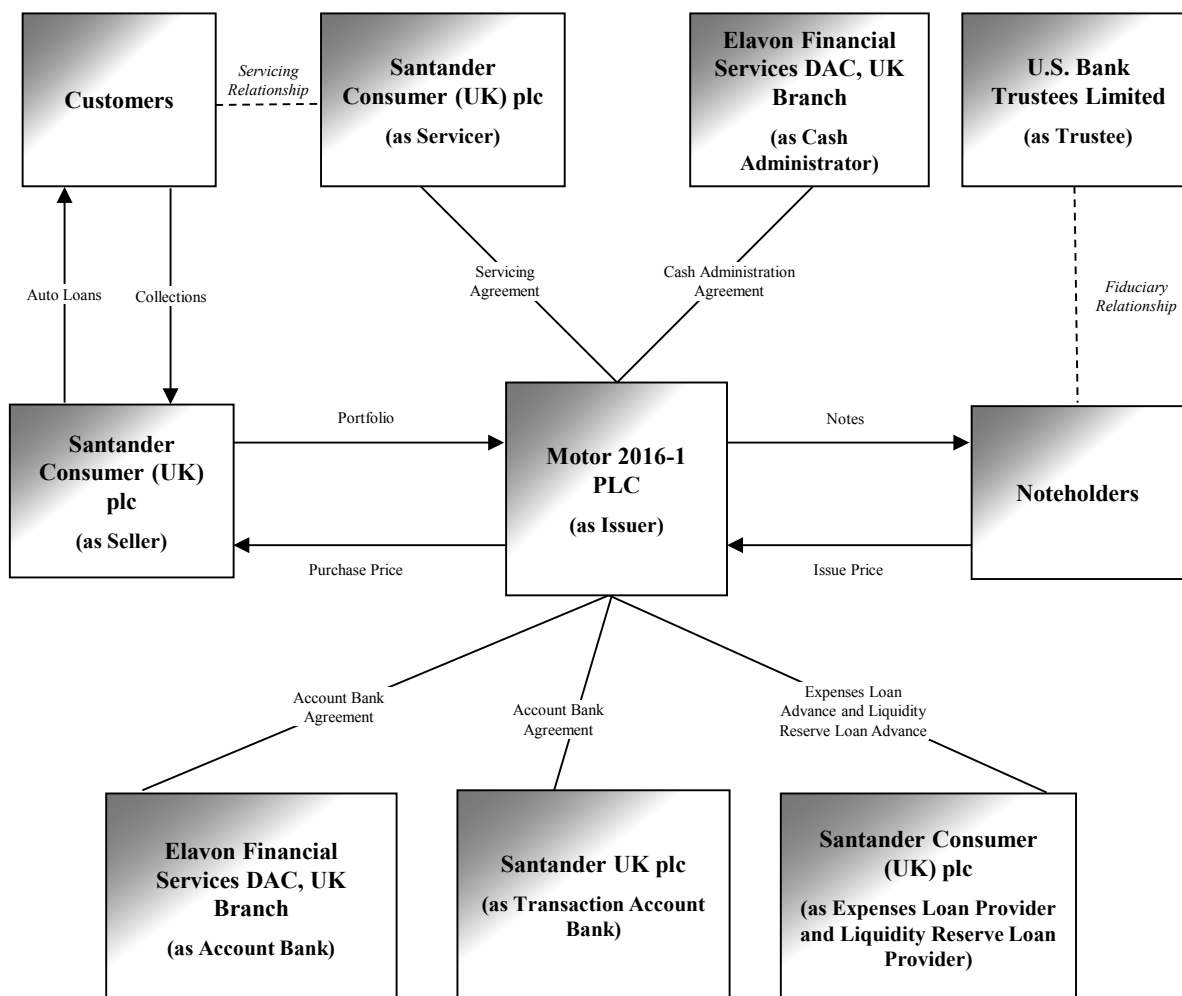 Customers
Servicing
Relationship
Santander
Consumer (UK) plc
(as Servicer)
Elavon Financial
Services DAC, UK
Branch
(as Cash
Administrator)
U.S. Bank
Trustees Limited
(as Trustee)
Auto Loans
Collections
Servicing
Agreement
Cash Administration
Agreement
Fiduciary
Relationship
Santander
Consumer (UK)
plc
(as Seller)
Portfolio
Purchase Price
Motor 2016-1
PLC
(as Issuer)
Notes
Issue Price
Noteholders
Account Bank
Agreement
Account Bank
Agreement
Expenses Loan
Advance and Liquidity
Reserve Loan Advance
Elavon Financial
Services DAC, UK
Branch
(as Account Bank)
Santander UK plc
(as Transaction Account
Bank)
Santander Consumer
(UK) plc
(as Expenses Loan Provider
and Liquidity Reserve Loan
Provider)